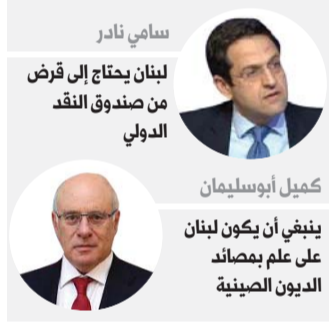 سامي نادر
لبنان يحتاج إلى قرض
من صندوق النقد
الدولي
كميل أبوسليمان
ينبغي أن يكون لبنان
على علم بمصائد
الديون الصينية